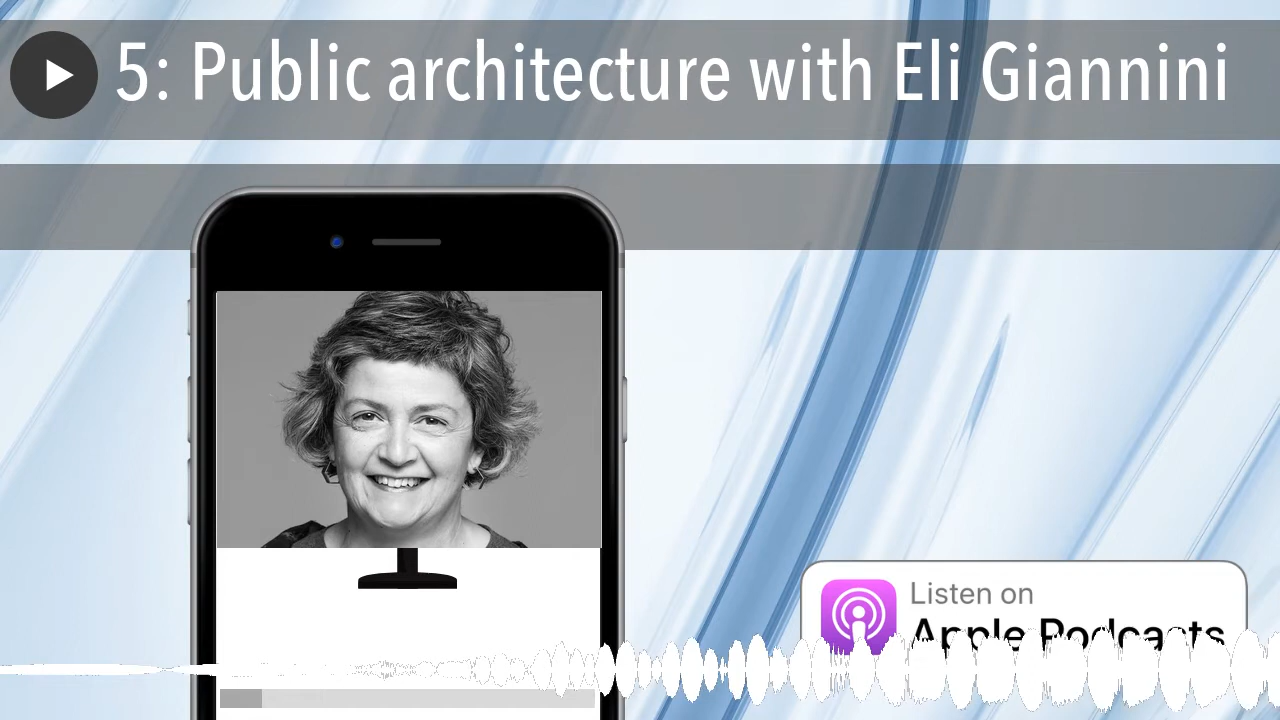 5: Public architecture with Eli Giannini
Listen on
Apple Podcasts